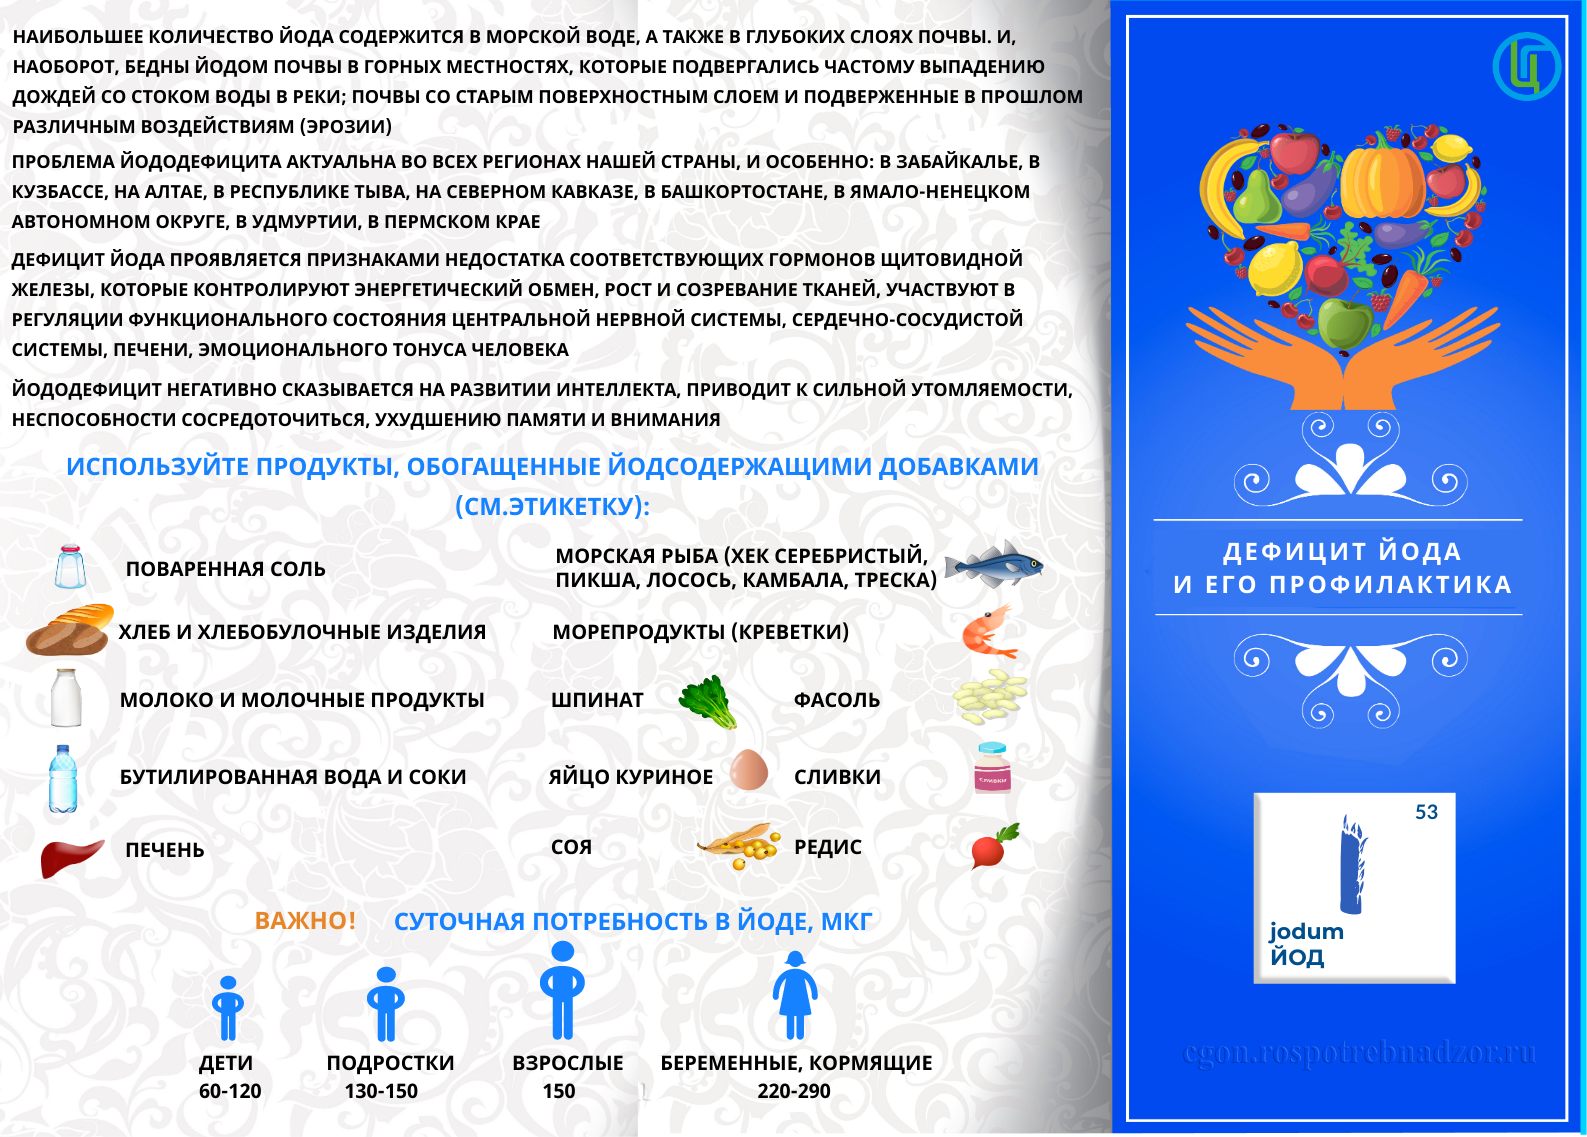 НАИБОЛЬШЕЕ КОЛИЧЕСТВО ЙОДА СОДЕРЖИТСЯ В МОРСКОЙ ВОДЕ, А ТАКЖЕ В ГЛУБОКИХ СЛОЯХ ПОЧВЫ. И,
НАОБОРОТ, БЕДНЫ ЙОДОМ ПОЧВЫ В ГОРНЫХ МЕСТНОСТЯХ, КОТОРЫЕ ПОДВЕРГАЛИСЬ ЧАСТОМУ ВЫПАДЕНИЮ
ДОЖДЕЙ СО СТОКОМ ВОДЫ В РЕКИ; ПОЧВЫ СО СТАРЫМ ПОВЕРХНОСТНЫМ СЛОЕМ И ПОДВЕРЖЕННЫЕ В ПРОШЛОМ
РАЗЛИЧНЫМ ВОЗДЕЙСТВИЯМ (ЭРОЗИИ)
ПРОБЛЕМА ЙОДОДЕФИЦИТА АКТУАЛЬНА ВО ВСЕХ РЕГИОНАХ НАШЕЙ СТРАНЫ, И ОСОБЕННО: В ЗАБАЙКАЛЬЕ, В
КУЗБАССЕ, НА АЛТАЕ, В РЕСПУБЛИКЕ ТЫВА, НА СЕВЕРНОМ КАВКАЗЕ, В БАШКОРТОСТАНЕ, В ЯМАЛО-НЕНЕЦКОМ
АВТОНОМНОМ ОКРУГЕ, В УДМУРТИИ, В ПЕРМСКОМ КРАЕ
ДЕФИЦИТ ЙОДА ПРОЯВЛЯЕТСЯ ПРИЗНАКАМИ НЕДОСТАТКА СООТВЕТСТВУЮЩИХ ГОРМОНОВ ЩИТОВИДНОЙ
ЖЕЛЕЗЫ, КОТОРЫЕ КОНТРОЛИРУЮТ ЭНЕРГЕТИЧЕСКИЙ ОБМЕН, РОСТ И СОЗРЕВАНИЕ ТКАНЕЙ, УЧАСТВУЮТ В
РЕГУЛЯЦИИ ФУНКЦИОНАЛЬНОГО СОСТОЯНИЯ ЦЕНТРАЛЬНОЙ НЕРВНОЙ СИСТЕМЫ, СЕРДЕЧНО-СОСУДИСТОЙ
СИСТЕМЫ, ПЕЧЕНИ, ЭМОЦИОНАЛЬНОГО ТОНУСА ЧЕЛОВЕКА
ЙОДОДЕФИЦИТ НЕГАТИВНО СКАЗЫВАЕТСЯ НА РАЗВИТИИ ИНТЕЛЛЕКТА, ПРИВОДИТ К СИЛЬНОЙ УТОМЛЯЕМОСТИ,
НЕСПОСОБНОСТИ СОСРЕДОТОЧИТЬСЯ, УХУДШЕНИЮ ПАМЯТИ И ВНИМАНИЯ
ИСПОЛЬЗУЙТЕ ПРОДУКТЫ, ОБОГАЩЕННЫЕ ЙОДСОДЕРЖАЩИМИ ДОБАВКАМИ
(СМ.ЭТИКЕТКУ):
ПОВАРЕННАЯ СОЛЬ
МОРСКАЯ РЫБА (ХЕК СЕРЕБРИСТЫЙ,
ПИКША, ЛОСОСЬ, КАМБАЛА, ТРЕСКА)
ХЛЕБ И ХЛЕБОБУЛОЧНЫЕ ИЗДЕЛИЯ
МОРЕПРОДУКТЫ (КРЕВЕТКИ)
МОЛОКО И МОЛОЧНЫЕ ПРОДУКТЫ
ШПИНАТ
ФАСОЛЬ
БУТИЛИРОВАННАЯ ВОДА И СОКИ
ЯЙЦО КУРИНОЕ
СЛИВКИ
СЛИВКИ
ПЕЧЕНЬ
СОЯ
РЕДИС
ВАЖНО! СУТОЧНАЯ ПОТРЕБНОСТЬ В ЙОДЕ, МКГ
ДЕТИ
60-120
ПОДРОСТКИ
130-150
ВЗРОСЛЫЕ
150
БЕРЕМЕННЫЕ, КОРМЯЩИЕ
220-290
ДЕФИЦИТ ЙОДА
И ЕГО ПРОФИЛАКТИКА
53
I
jodum
ЙОД
cgon.rospotrebnadzor.ru